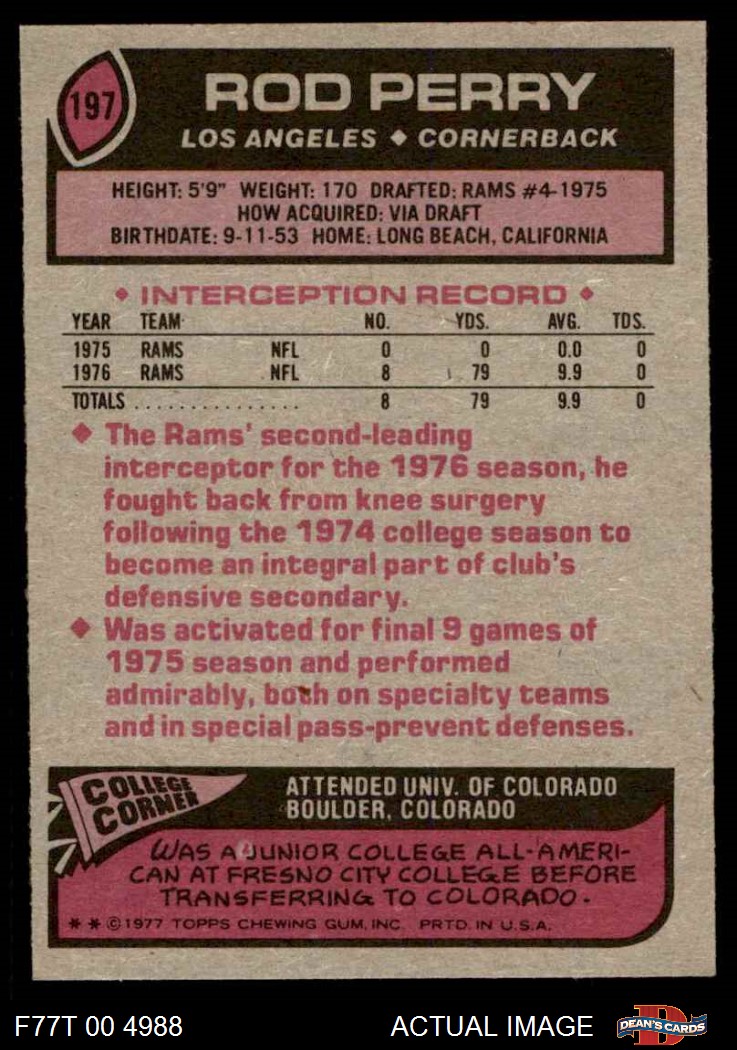 197
ROD PERRY
LOS ANGELES ◆ CORNERBACK
HEIGHT: 5'9" WEIGHT: 170 DRAFTED: RAMS #4-1975
HOW ACQUIRED: VIA DRAFT
BIRTHDATE: 9-11-53 HOME: LONG BEACH, CALIFORNIA
◆ INTERCEPTION RECORD ◆
YEAR TEAM NO. YDS. AVG. TDS.
1975 RAMS NFL 0 0 0.0 0
1976 RAMS NFL 8 79 9.9 0
TOTALS . . . . . . . . . . . . . . . 8 79 9.9 0
◆ The Rams' second-leading
interceptor for the 1976 season, he
fought back from knee surgery
following the 1974 college season to
become an integral part of club's
defensive secondary.
◆ Was activated for final 9 games of
1975 season and performed
admirably, both on specialty teams
and in special pass-prevent defenses.
COLLEGE
CORNER
ATTENDED UNIV. OF COLORADO
BOULDER, COLORADO
WAS A JUNIOR COLLEGE ALL-AMERI-
CAN AT FRESNO CITY COLLEGE BEFORE
TRANSFERRING TO COLORADO.
* * © 1977 TOPPS CHEWING GUM, INC. PRTD. IN U.S.A.
F77T 00 4988 ACTUAL IMAGE
D
DEAN'S CARDS